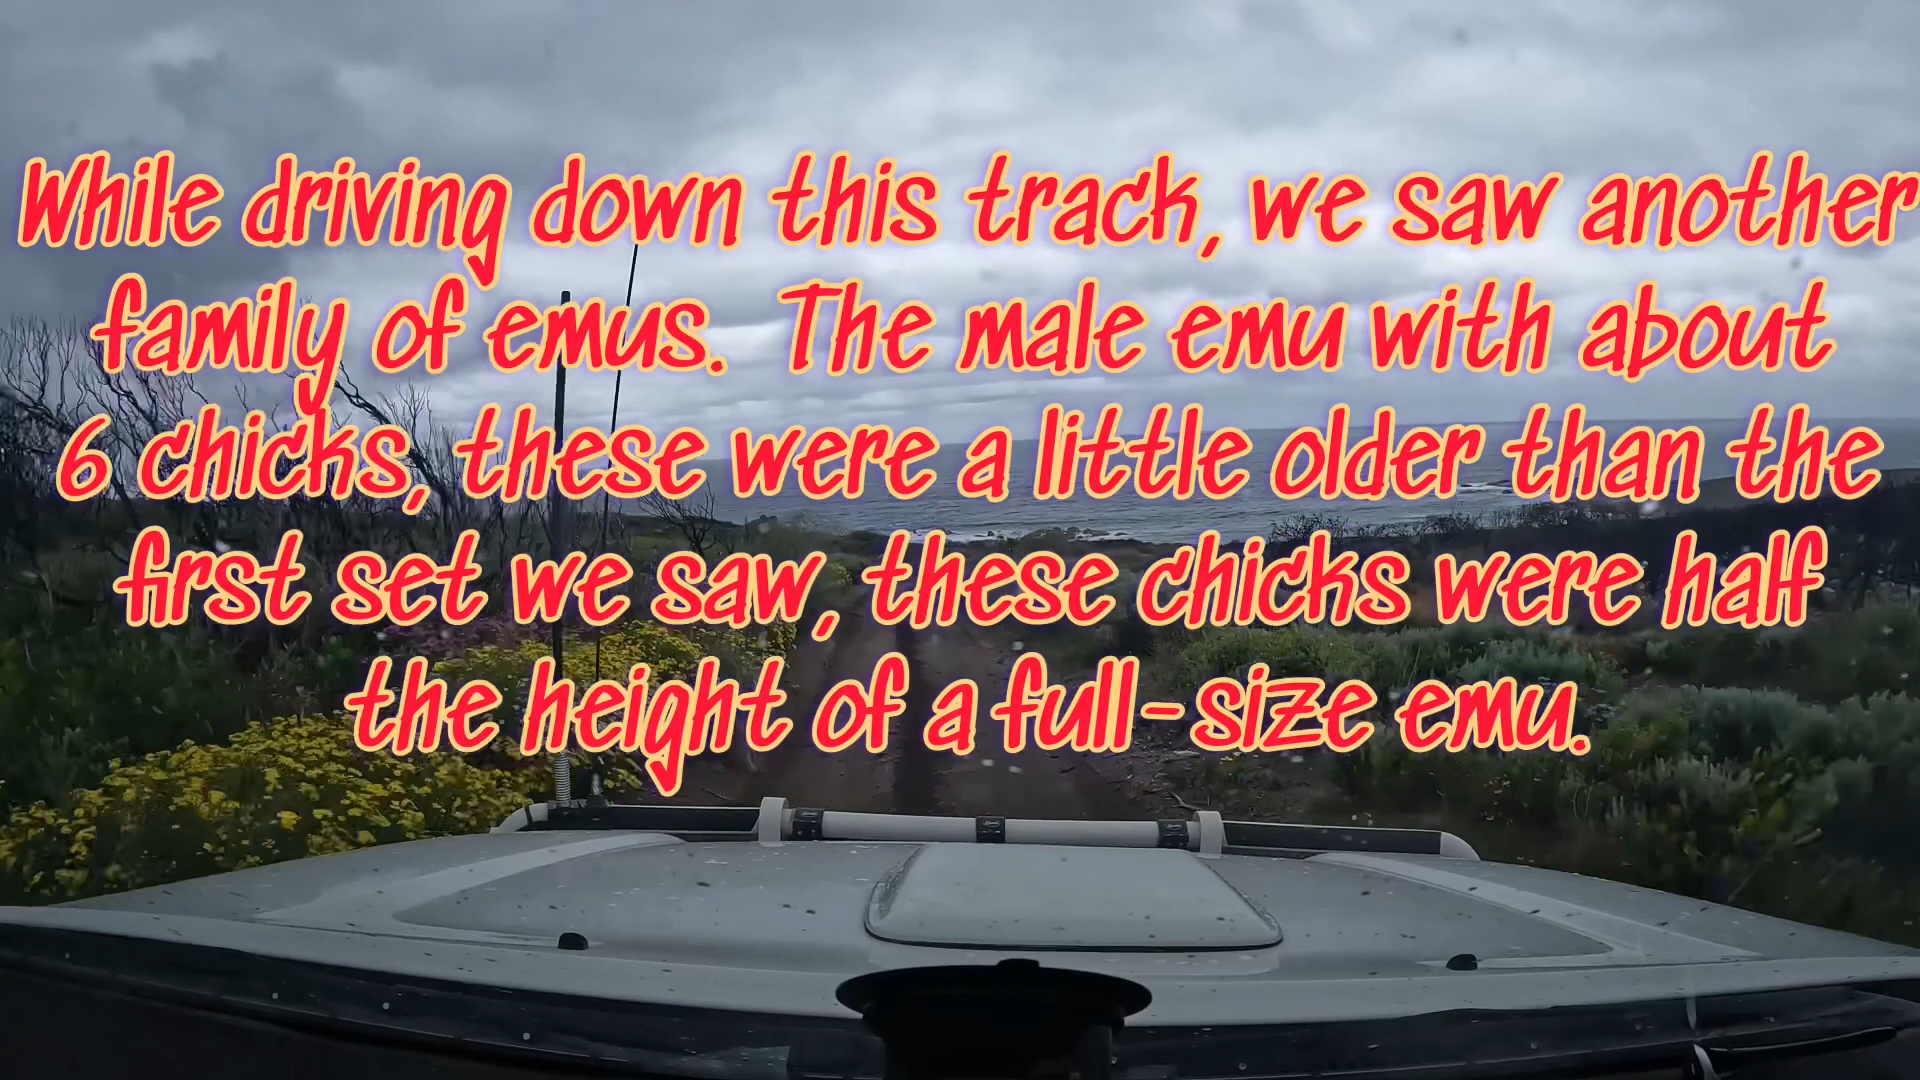 While driving down this track, we saw another
family of emus.  The male emu with about
6 chicks, these were a little older than the
first set we saw, these chicks were half
the height of a full-size emu.